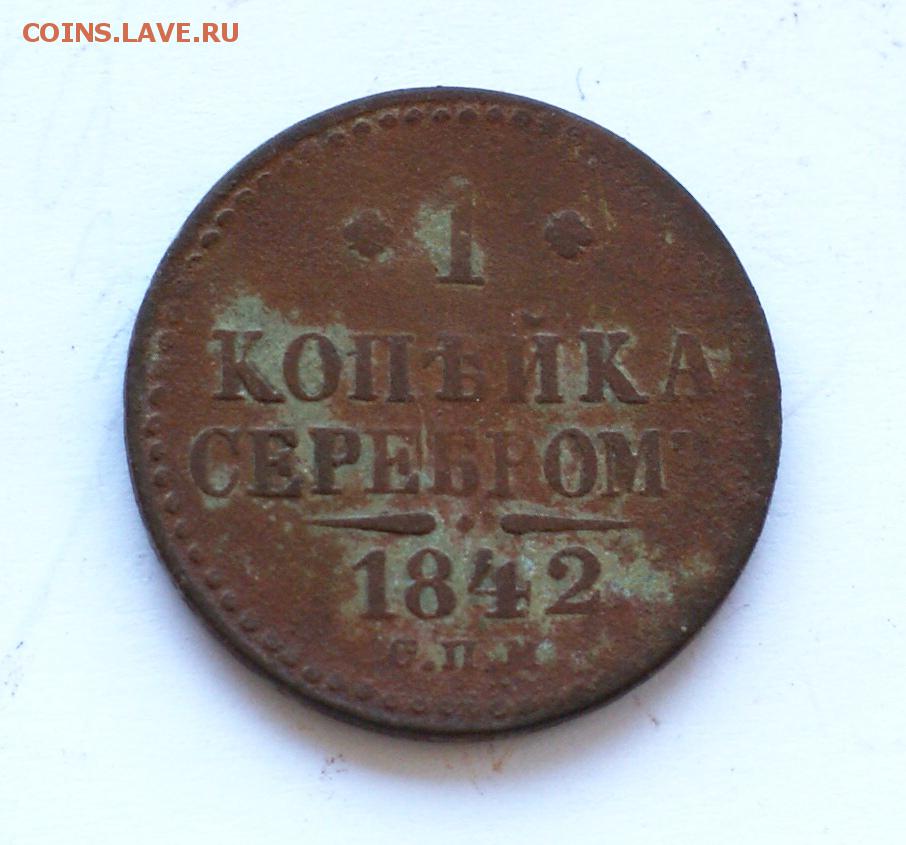 COINS.LAVE.RU
1
КОПѢЙКА
СЕРЕБРОМЪ
1842
С.П.М.